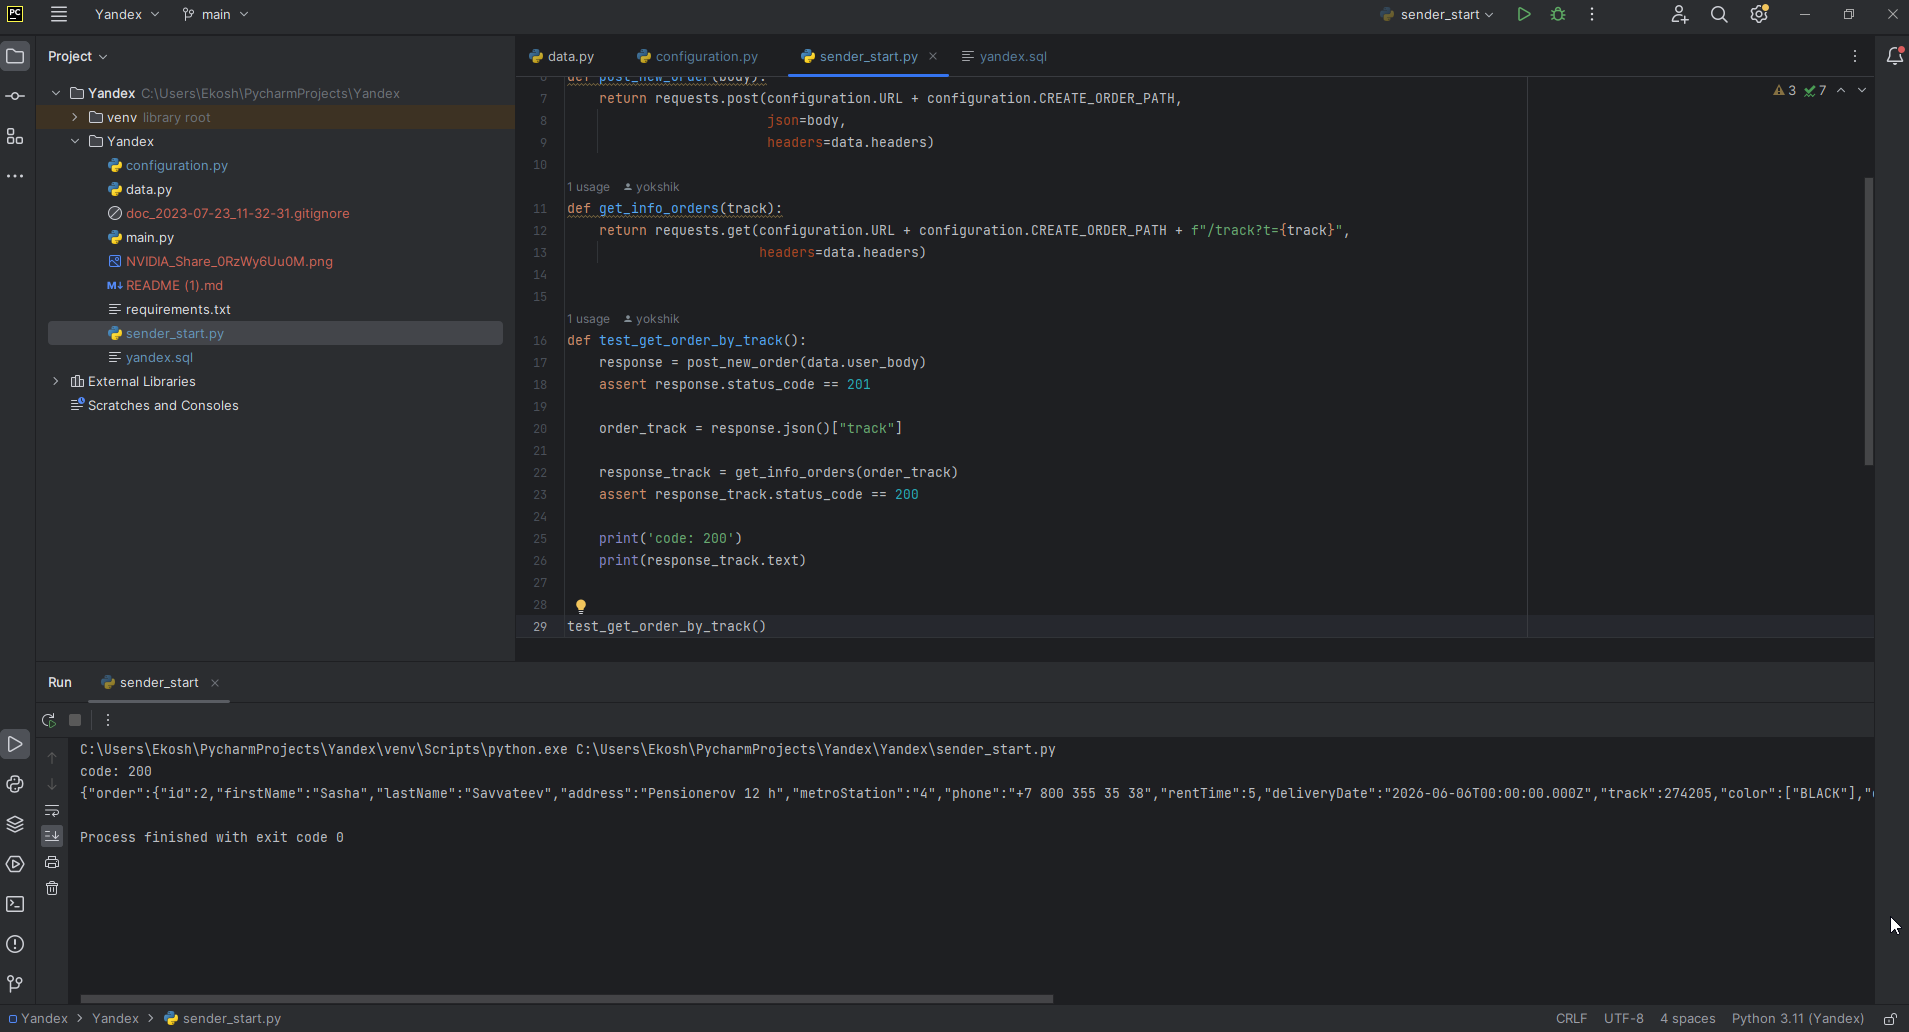 PC Yandex main sender_start
Project
data.py configuration.py sender_start.py yandex.sql
Yandex C:\Users\Ekosh\PycharmProjects\Yandex
venv library root
Yandex
configuration.py
data.py
doc_2023-07-23_11-32-31.gitignore
main.py
NVIDIA_Share_0RzWy6Uu0M.png
M↓ README (1).md
requirements.txt
sender_start.py
yandex.sql
External Libraries
Scratches and Consoles
3 7
6 def post_new_order(body):
7 return requests.post(configuration.URL + configuration.CREATE_ORDER_PATH,
8 json=body,
9 headers=data.headers)
10
1 usage yokshik
11 def get_info_orders(track):
12 return requests.get(configuration.URL + configuration.CREATE_ORDER_PATH + f"/track?t={track}",
13 headers=data.headers)
14
15
1 usage yokshik
16 def test_get_order_by_track():
17 response = post_new_order(data.user_body)
18 assert response.status_code == 201
19
20 order_track = response.json()["track"]
21
22 response_track = get_info_orders(order_track)
23 assert response_track.status_code == 200
24
25 print('code: 200')
26 print(response_track.text)
27
28
29 test_get_order_by_track()
Run sender_start
C:\Users\Ekosh\PycharmProjects\Yandex\venv\Scripts\python.exe C:\Users\Ekosh\PycharmProjects\Yandex\Yandex\sender_start.py
code: 200
{"order":{"id":2,"firstName":"Sasha","lastName":"Savvateev","address":"Pensionerov 12 h","metroStation":"4","phone":"+7 800 355 35 38","rentTime":5,"deliveryDate":"2026-06-06T00:00:00.000Z","track":274205,"color":["BLACK"],"
Process finished with exit code 0
Yandex > Yandex > sender_start.py
CRLF UTF-8 4 spaces Python 3.11 (Yandex)